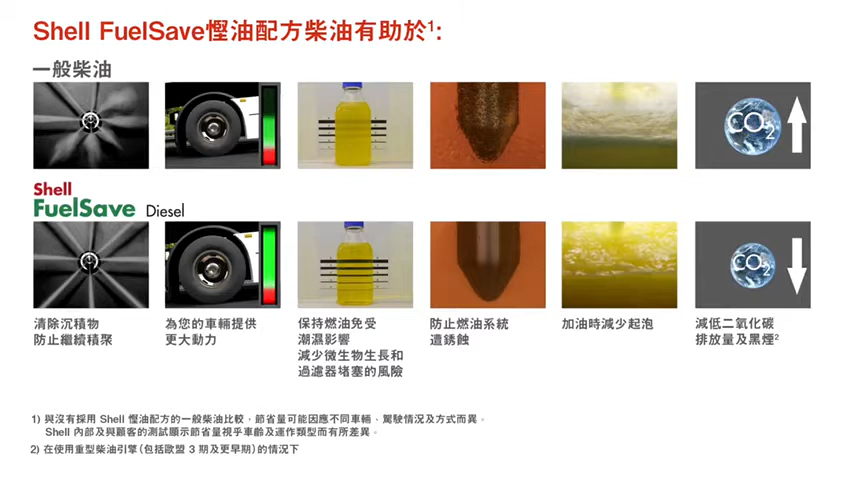 Shell FuelSave慳油配方柴油有助於¹:
一般柴油
CO₂
Shell
FuelSave Diesel
CO₂
清除沉積物
防止繼續積聚
為您的車輛提供
更大動力
保持燃油免受
潮濕影響
減少微生物生長和
過濾器堵塞的風險
防止燃油系統
遭銹蝕
加油時減少起泡
減低二氧化碳
排放量及黑煙²
1) 與沒有採用 Shell 慳油配方的一般柴油比較，節省量可能因應不同車輛，駕駛情況及方式而異。
Shell 內部及與顧客的測試顯示節省量視乎車齡及運作類型而有所差異。
2) 在使用重型柴油引擎(包括歐盟 3 期及更早期)的情況下